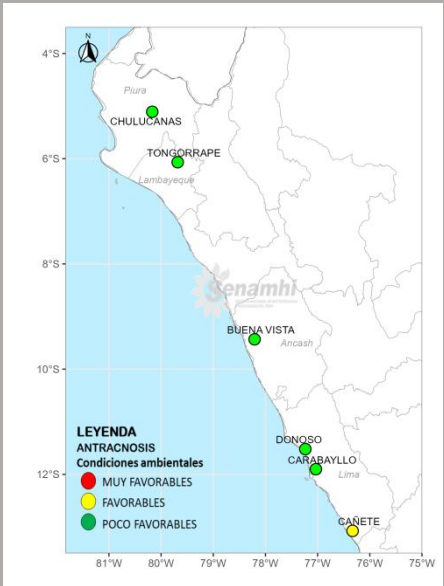 N
4°S
Piura
CHULUCANAS
TONGORRAPE
6°S
Lambayeque
8°S
Senamhi
BUENA VISTA
Ancash
10°S
DONOSO
CARABAYLLO
Lima
12°S
CAÑETE
LEYENDA
ANTRACNOSIS
Condiciones ambientales
MUY FAVORABLES
FAVORABLES
POCO FAVORABLES
81°W 80°W 79°W 78°W 77°W 76°W 75°W